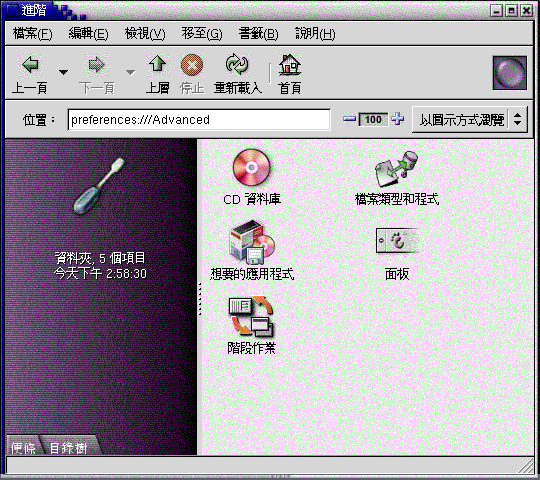 進階
檔案(F) 編輯(E) 檢視(V) 移至(G) 書籤(B) 說明(H)
上一頁 下一頁 上層 停止 重新載入 首頁
位置： preferences:///Advanced 100 以圖示方式瀏覽
資料夾, 5 個項目
今天下午 2:58:30
CD 資料庫 檔案類型和程式
想要的應用程式 面板
階段作業
便條 目錄樹